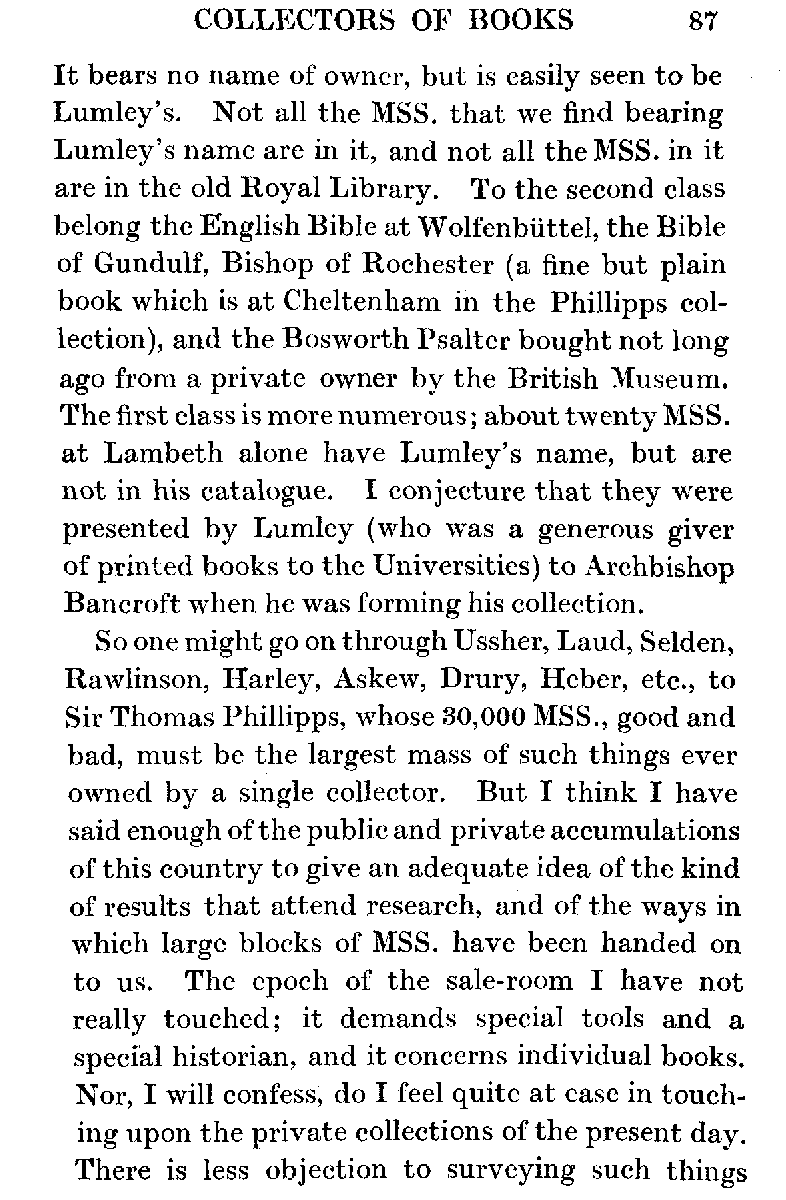 COLLECTORS OF BOOKS 87
It bears no name of owner, but is easily seen to be
Lumley's. Not all the MSS. that we find bearing
Lumley's name are in it, and not all the MSS. in it
are in the old Royal Library. To the second class
belong the English Bible at Wolfenbüttel, the Bible
of Gundulf, Bishop of Rochester (a fine but plain
book which is at Cheltenham in the Phillipps col-
lection), and the Bosworth Psalter bought not long
ago from a private owner by the British Museum.
The first class is more numerous; about twenty MSS.
at Lambeth alone have Lumley's name, but are
not in his catalogue. I conjecture that they were
presented by Lumley (who was a generous giver
of printed books to the Universities) to Archbishop
Bancroft when he was forming his collection.
So one might go on through Ussher, Laud, Selden,
Rawlinson, Harley, Askew, Drury, Heber, etc., to
Sir Thomas Phillipps, whose 30,000 MSS., good and
bad, must be the largest mass of such things ever
owned by a single collector. But I think I have
said enough of the public and private accumulations
of this country to give an adequate idea of the kind
of results that attend research, and of the ways in
which large blocks of MSS. have been handed on
to us. The epoch of the sale-room I have not
really touched; it demands special tools and a
special historian, and it concerns individual books.
Nor, I will confess, do I feel quite at ease in touch-
ing upon the private collections of the present day.
There is less objection to surveying such things